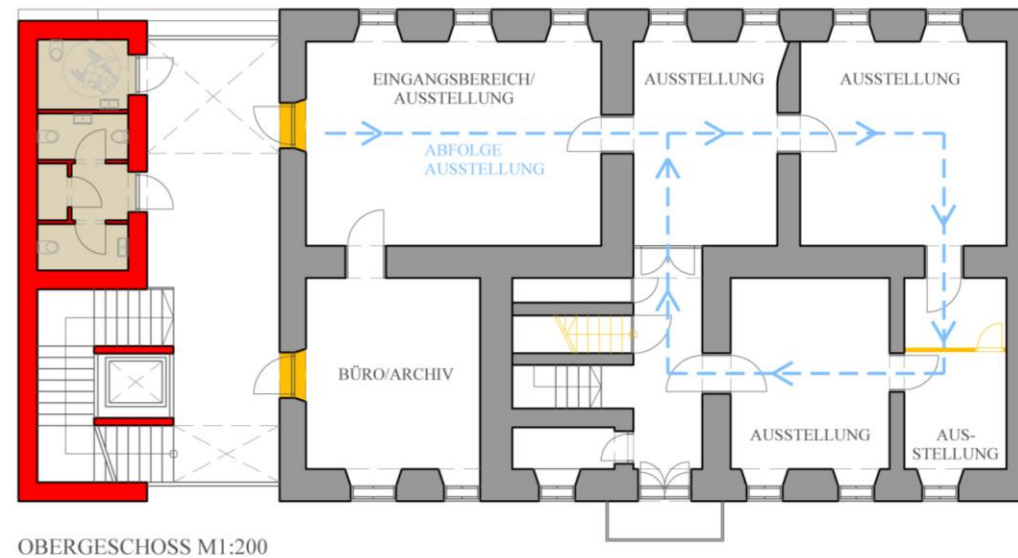 EINGANGSBEREICH/
AUSSTELLUNG
AUSSTELLUNG
AUSSTELLUNG
ABFOLGE
AUSSTELLUNG
BÜRO/ARCHIV
AUSSTELLUNG
AUS-
STELLUNG
OBERGESCHOSS M1:200